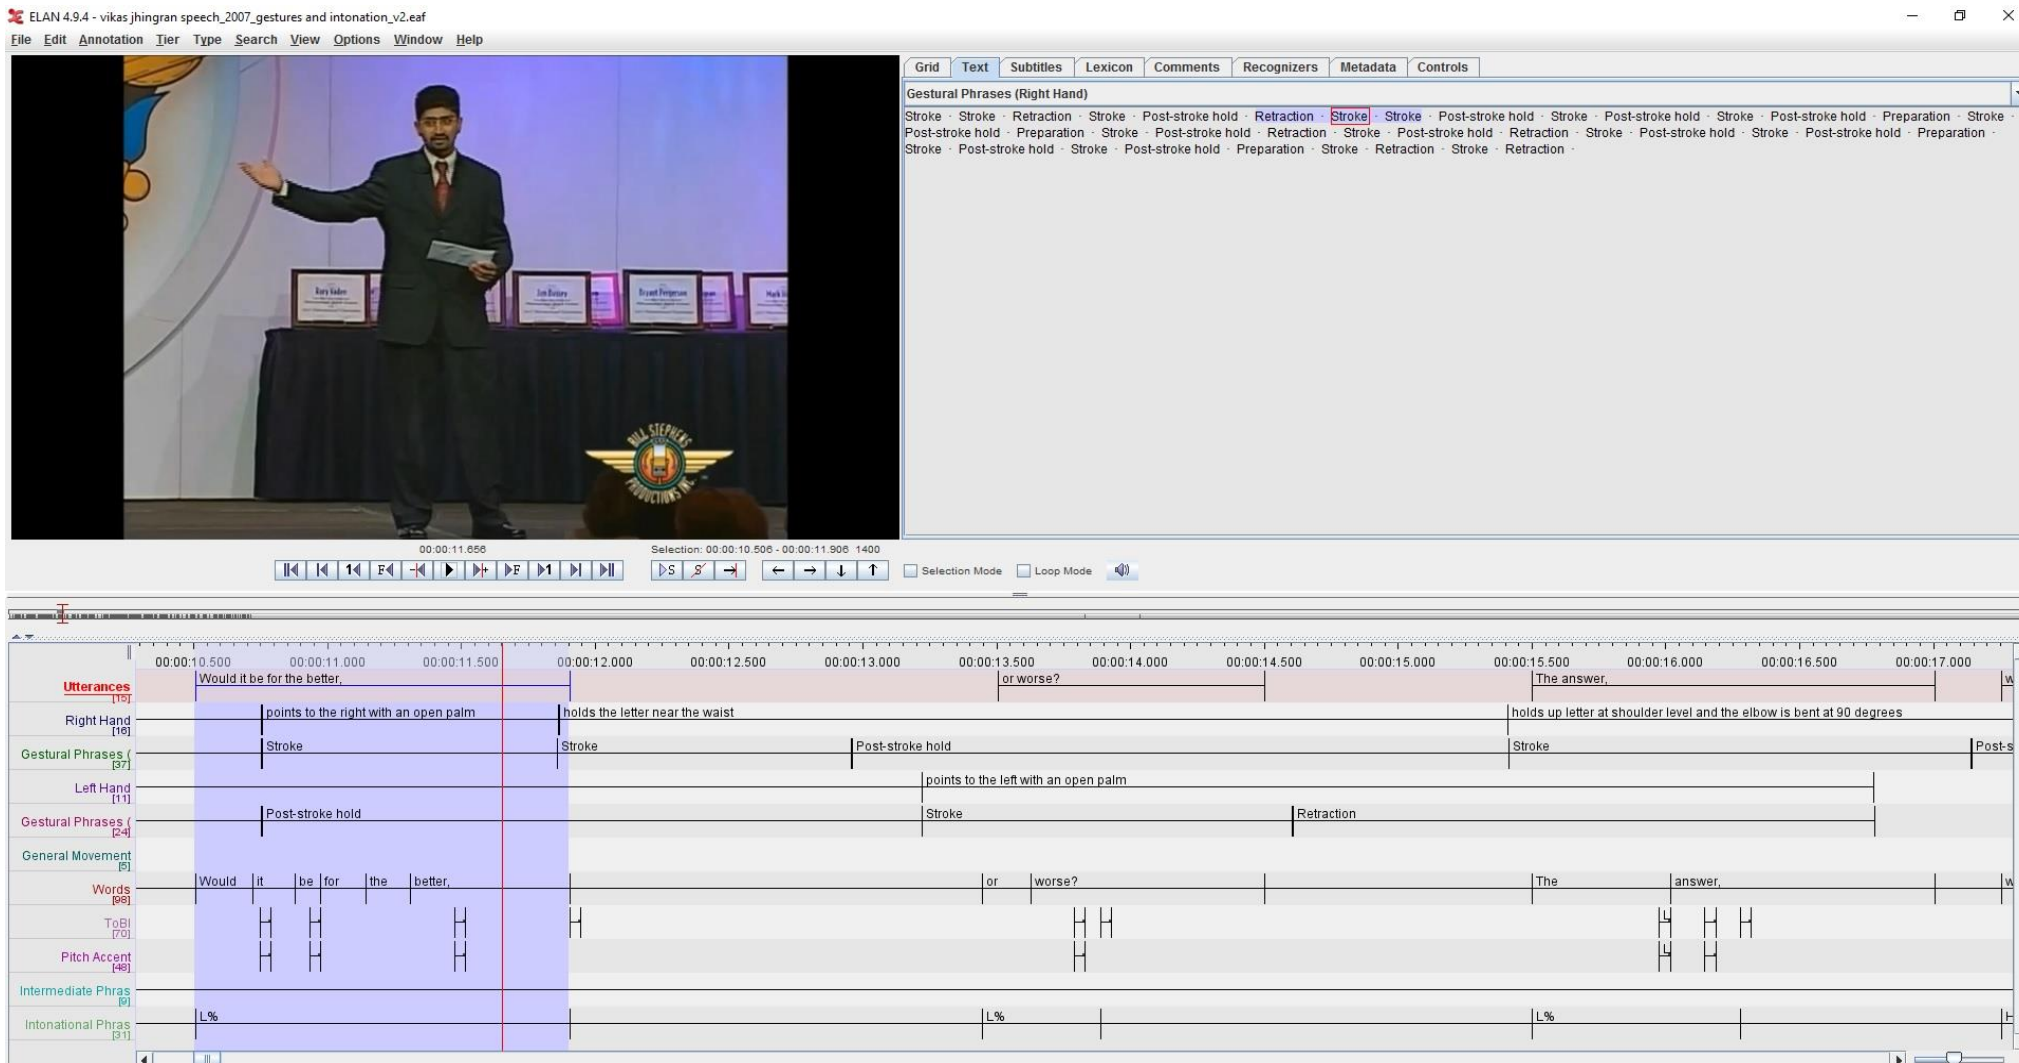 ELAN 4.9.4 - vikas jhingran speech_2007_gestures and intonation_v2.eaf
File Edit Annotation Tier Type Search View Options Window Help
Grid Text Subtitles Lexicon Comments Recognizers Metadata Controls
Gestural Phrases (Right Hand)
Stroke · Stroke · Retraction · Stroke · Post-stroke hold · Retraction · Stroke · Stroke · Post-stroke hold · Stroke · Post-stroke hold · Stroke · Post-stroke hold · Preparation · Stroke ·
Post-stroke hold · Preparation · Stroke · Post-stroke hold · Retraction · Stroke · Post-stroke hold · Retraction · Stroke · Post-stroke hold · Stroke · Post-stroke hold · Preparation ·
Stroke · Post-stroke hold · Stroke · Post-stroke hold · Preparation · Stroke · Retraction · Stroke · Retraction ·
Bryant Pergerson
BILL STEPHENS
PRODUCTIONS INC.
00:00:11.656
Selection: 00:00:10.506 - 00:00:11.906 1400
1 F + F 1 S S Selection Mode Loop Mode
00:00:10.500 00:00:11.000 00:00:11.500 00:00:12.000 00:00:12.500 00:00:13.000 00:00:13.500 00:00:14.000 00:00:14.500 00:00:15.000 00:00:15.500 00:00:16.000 00:00:16.500 00:00:17.000
Utterances Would it be for the better, or worse? The answer, w
[15]
Right Hand points to the right with an open palm holds the letter near the waist holds up letter at shoulder level and the elbow is bent at 90 degrees
[16]
Gestural Phrases ( Stroke Stroke Post-stroke hold Stroke Post-s
[37]
Left Hand points to the left with an open palm
[11]
Gestural Phrases ( Post-stroke hold Stroke Retraction
[24]
General Movement
[5]
Words Would it be for the better, or worse? The answer, w
[98]
ToBI
[70]
Pitch Accent
[48]
Intermediate Phras
[9]
Intonational Phras L% L% L% H
[31]